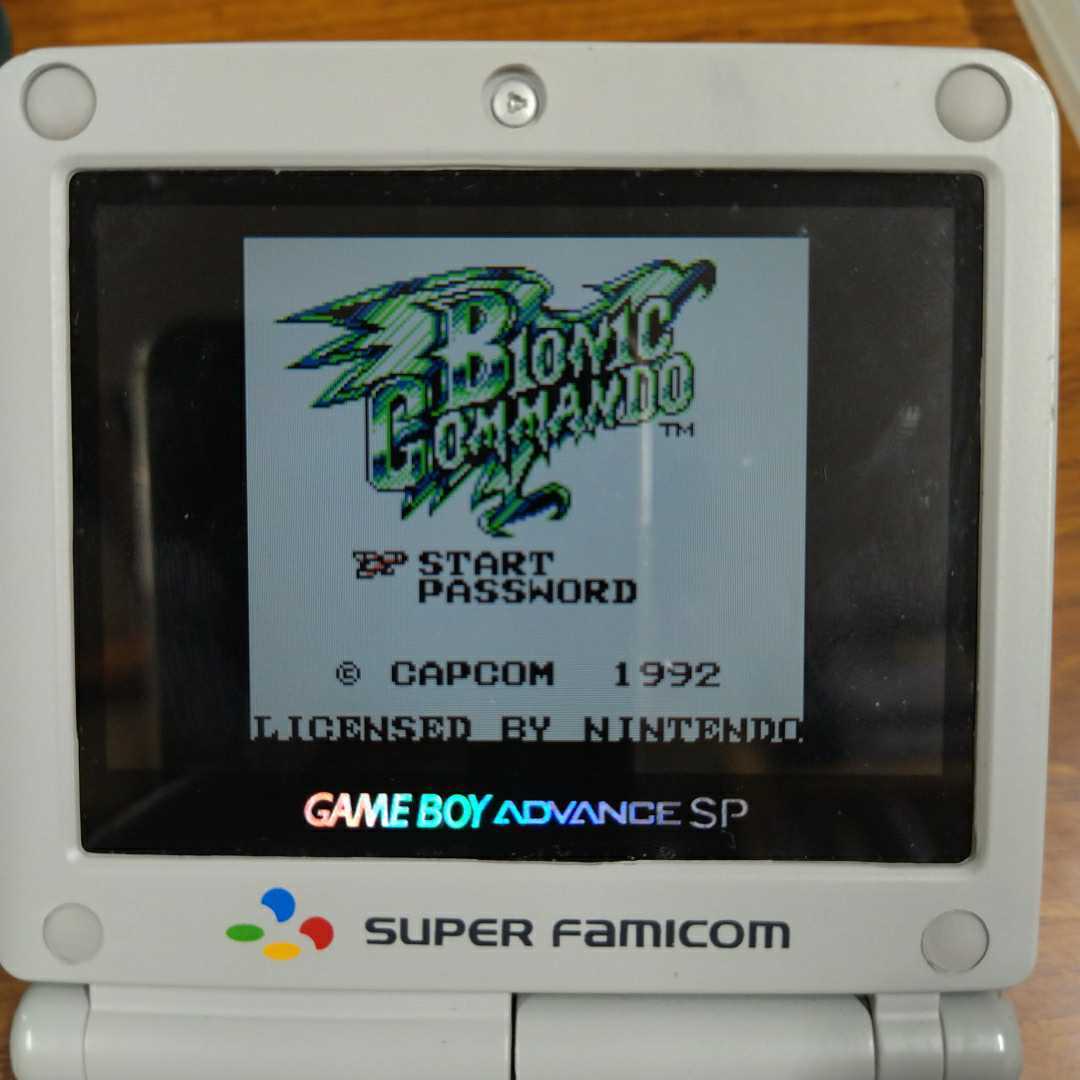 BIONIC
COMMANDO
TM
START
PASSWORD
© CAPCOM 1992
LICENSED BY NINTENDO
GAME BOY ADVANCE SP
SUPER FAMICOM